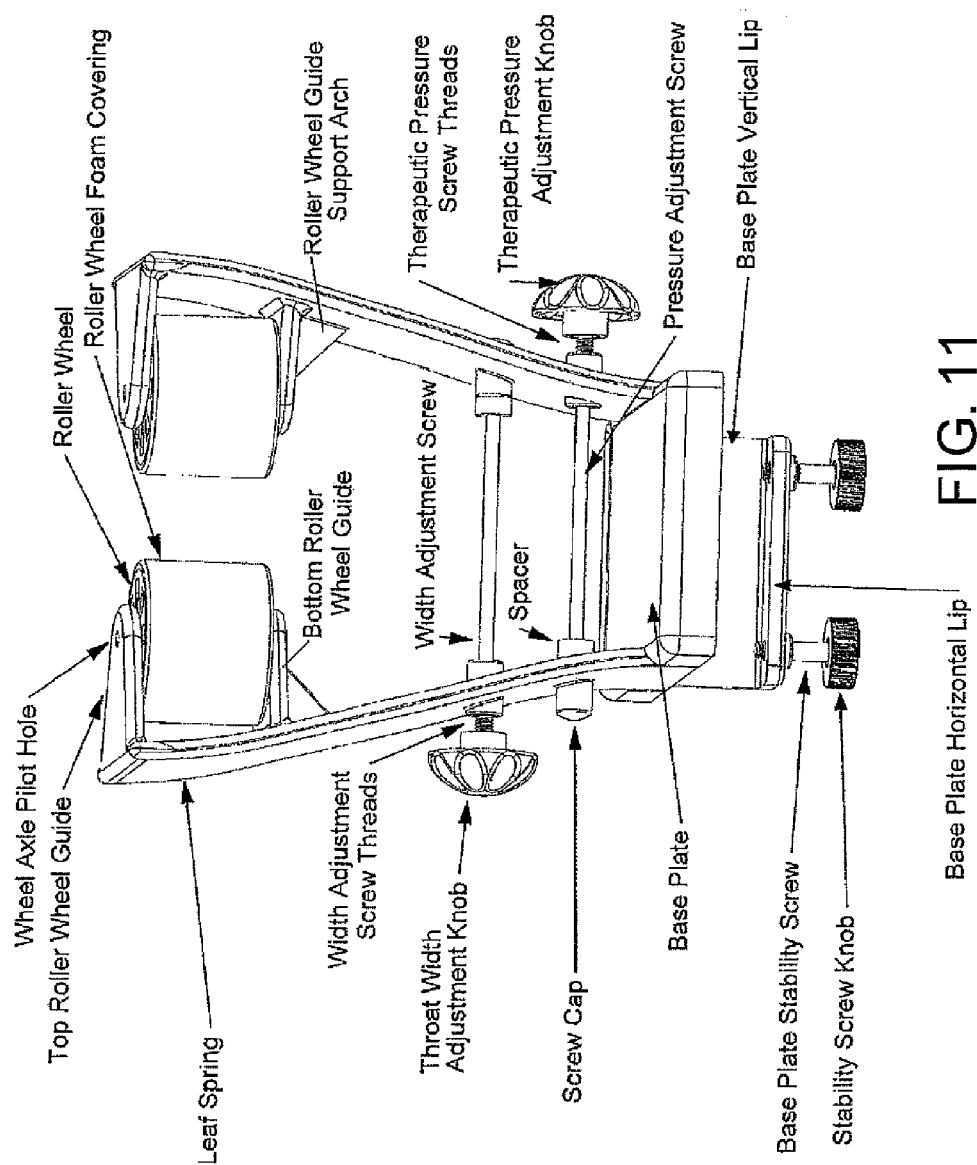 Wheel Axle Pilot Hole
Top Roller Wheel Guide
Leaf Spring
Roller Wheel
Roller Wheel Foam Covering
Roller Wheel Guide
Support Arch
Bottom Roller
Wheel Guide
Width Adjustment
Screw Threads
Throat Width
Adjustment Knob
Width Adjustment Screw
Spacer
Therapeutic Pressure
Screw Threads
Therapeutic Pressure
Adjustment Knob
Screw Cap
Base Plate
Pressure Adjustment Screw
Base Plate Vertical Lip
Base Plate Stability Screw
Stability Screw Knob
Base Plate Horizontal Lip
FIG. 11